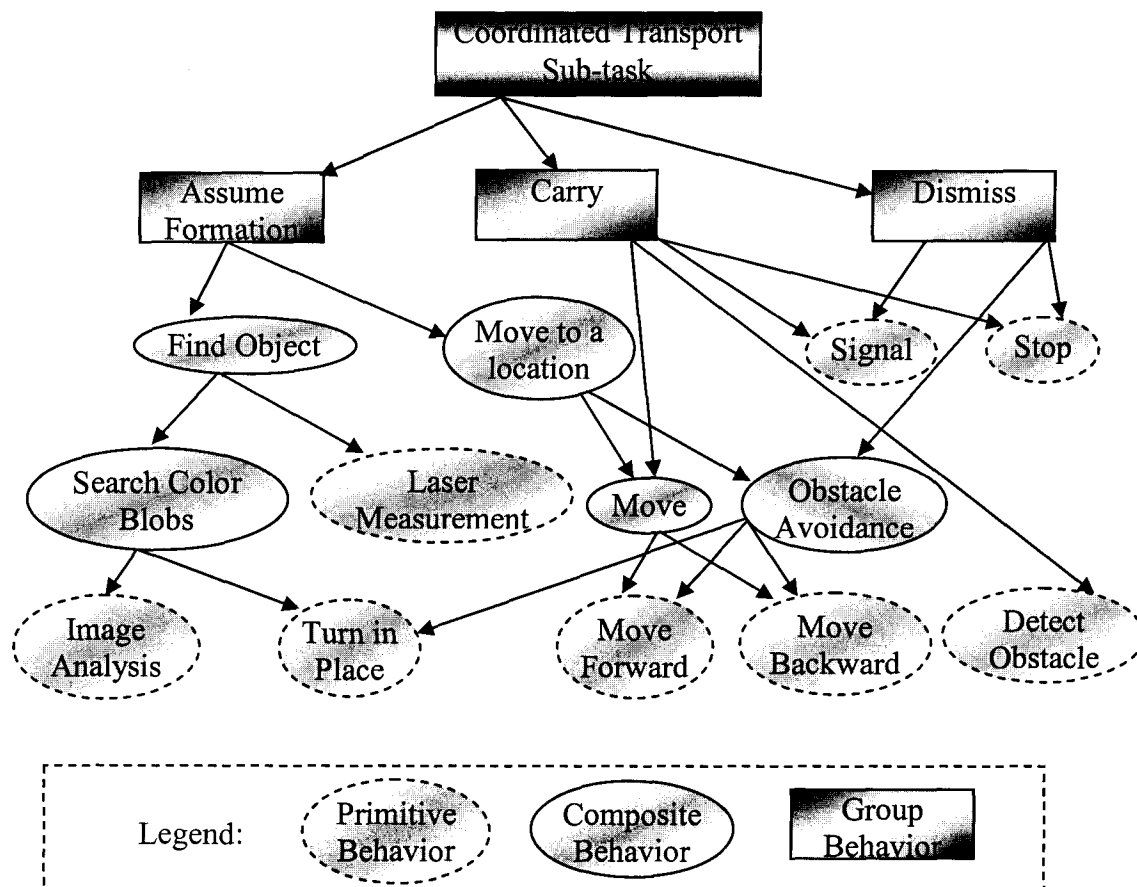 Coordinated Transport
Sub-task
Assume
Formation
Carry
Dismiss
Find Object
Move to a
location
Signal
Stop
Search Color
Blobs
Laser
Measurement
Move
Obstacle
Avoidance
Image
Analysis
Turn in
Place
Move
Forward
Move
Backward
Detect
Obstacle
Legend:
Primitive
Behavior
Composite
Behavior
Group
Behavior